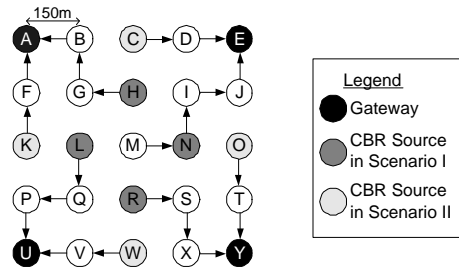 150m
A B C D E
F G H I J
K L M N O
P Q R S T
U V W X Y
Legend
Gateway
CBR Source
in Scenario I
CBR Source
in Scenario II